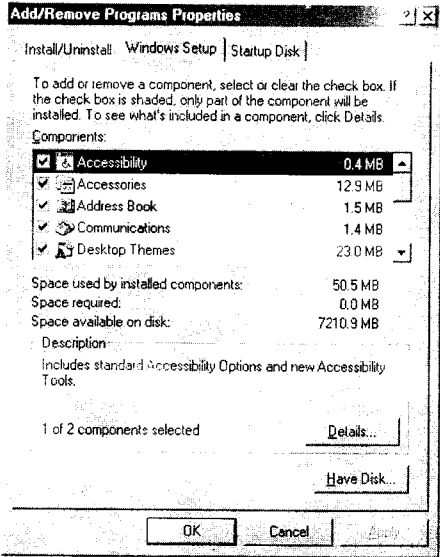 Add/Remove Programs Properties ? X
Install/Uninstall Windows Setup Startup Disk
To add or remove a component, select or clear the check box. If
the check box is shaded, only part of the component will be
installed. To see what's included in a component, click Details.
Components:
Accessibility 0.4 MB
Accessories 12.9 MB
Address Book 1.5 MB
Communications 1.4 MB
Desktop Themes 23.0 MB
Space used by installed components: 50.5 MB
Space required: 0.0 MB
Space available on disk: 7210.9 MB
Description
Includes standard Accessibility Options and new Accessibility
Tools.
1 of 2 components selected Details...
Have Disk...
OK Cancel Apply